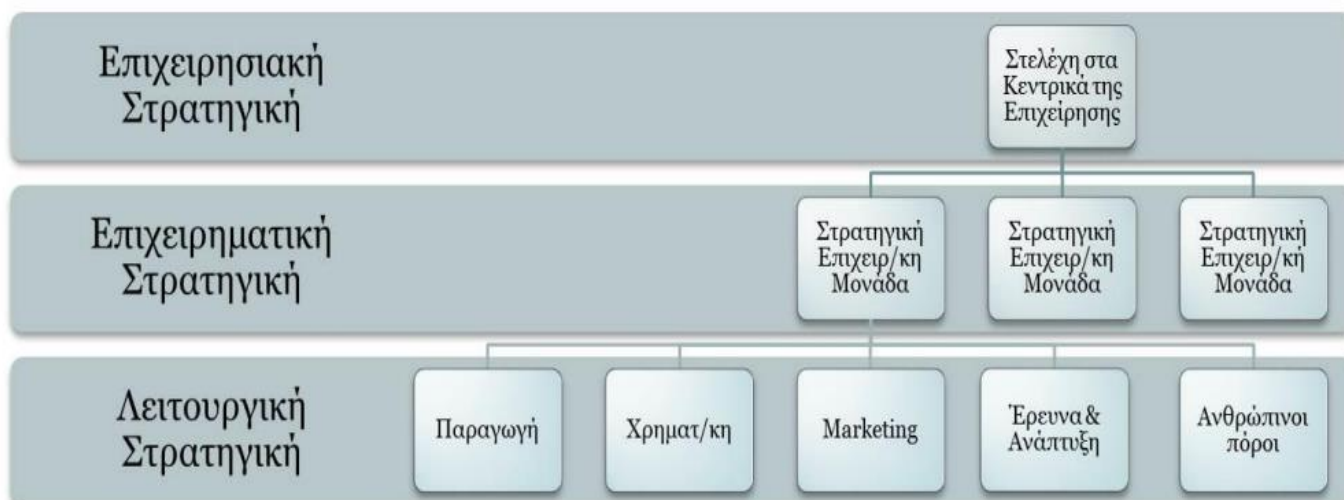 Επιχειρησιακή
Στρατηγική
Στελέχη στα
Κεντρικά της
Επιχείρησης
Επιχειρηματική
Στρατηγική
Στρατηγική
Επιχειρ/κη
Μονάδα
Στρατηγική
Επιχειρ/κη
Μονάδα
Στρατηγική
Επιχειρ/κή
Μονάδα
Λειτουργική
Στρατηγική
Παραγωγή
Χρηματ/κη
Marketing
Έρευνα &
Ανάπτυξη
Ανθρώπινοι
πόροι